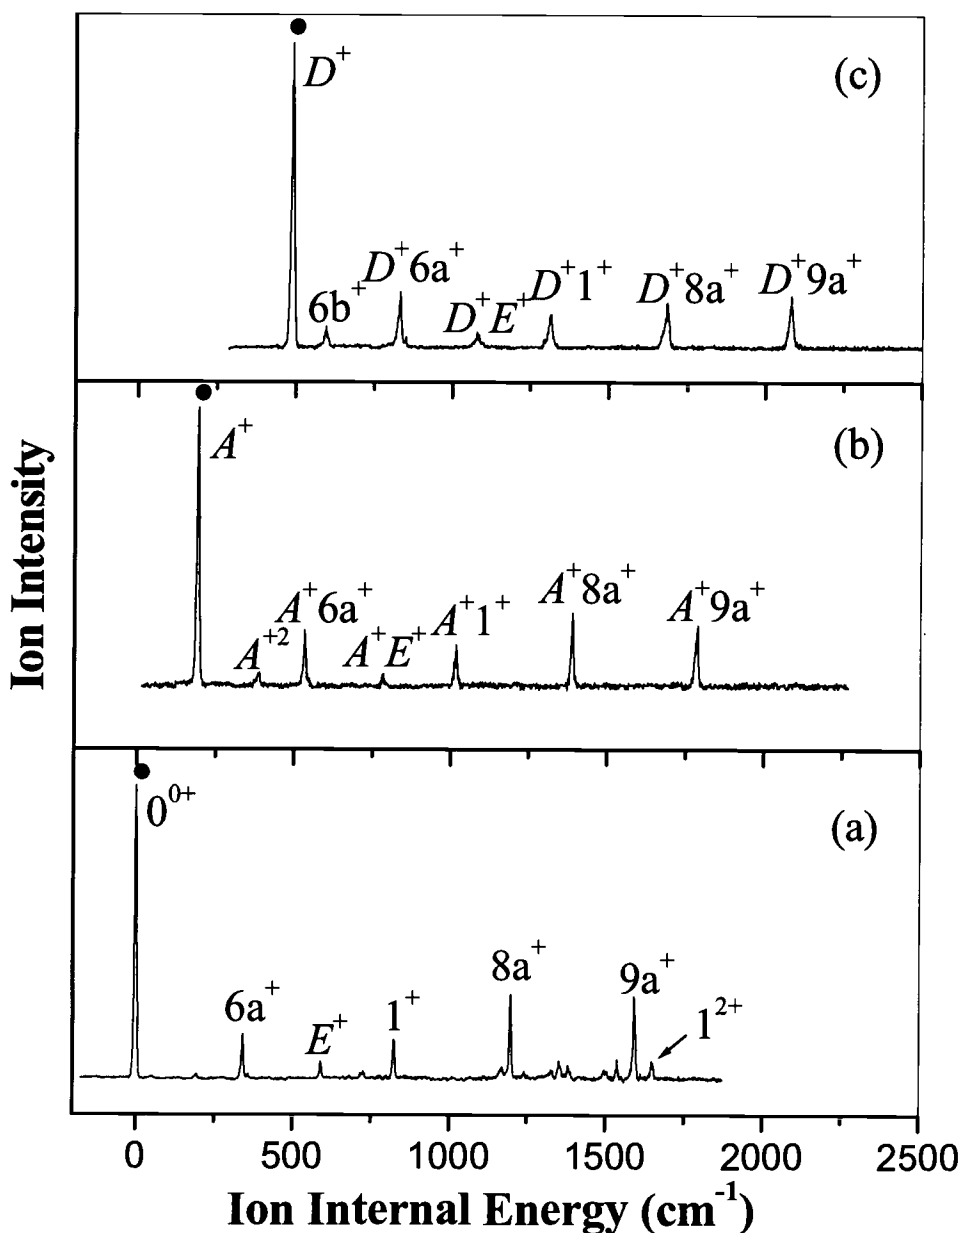 (c)
D⁺
6b⁺
D⁺6a⁺
D⁺E⁺
D⁺1⁺
D⁺8a⁺
D⁺9a⁺
(b)
A⁺
A⁺²
A⁺6a⁺
A⁺E⁺
A⁺1⁺
A⁺8a⁺
A⁺9a⁺
(a)
0⁰⁺
6a⁺
E⁺
1⁺
8a⁺
9a⁺
1²⁺
0 500 1000 1500 2000 2500
Ion Internal Energy (cm⁻¹)
Ion Intensity